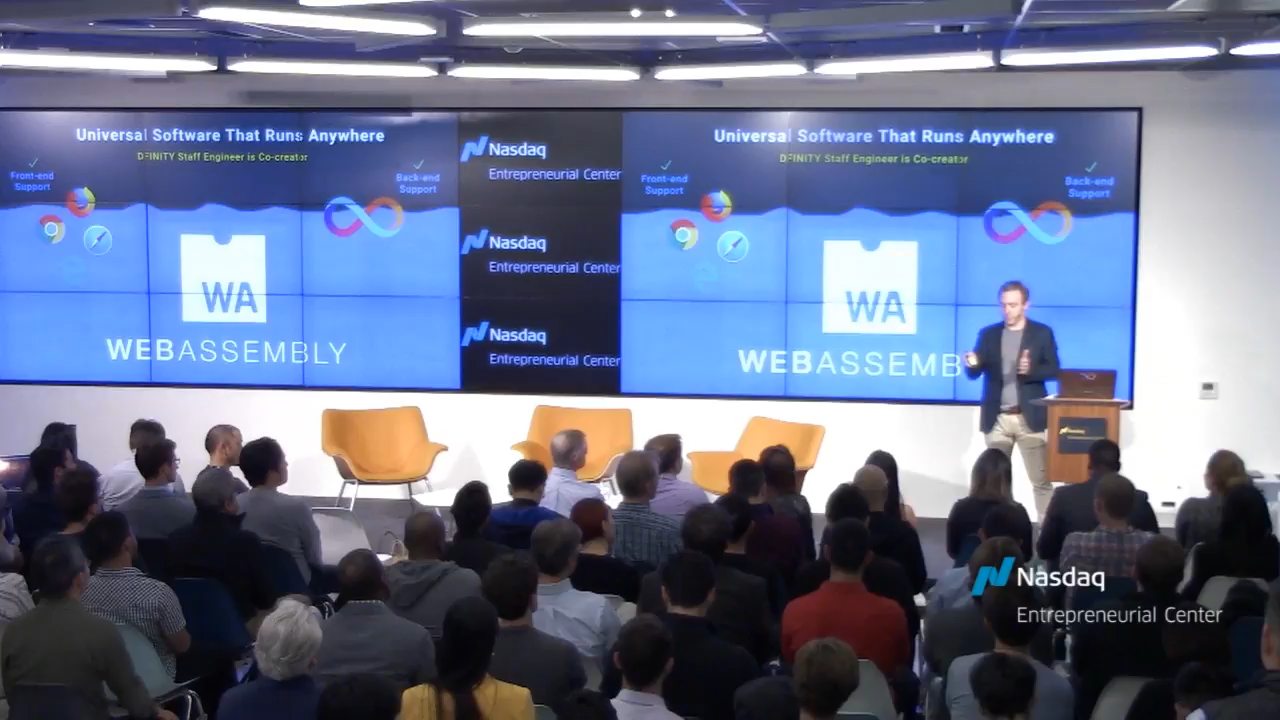 Universal Software That Runs Anywhere
DFINITY Staff Engineer is Co-creator
Front-end
Support
Back-end
Support
WA
WEBASSEMBLY
Nasdaq
Entrepreneurial Center
Nasdaq
Entrepreneurial Center
Nasdaq
Entrepreneurial Center
Universal Software That Runs Anywhere
DFINITY Staff Engineer is Co-creator
Front-end
Support
Back-end
Support
WA
WEBASSEMB
Nasdaq
Nasdaq
Entrepreneurial Center